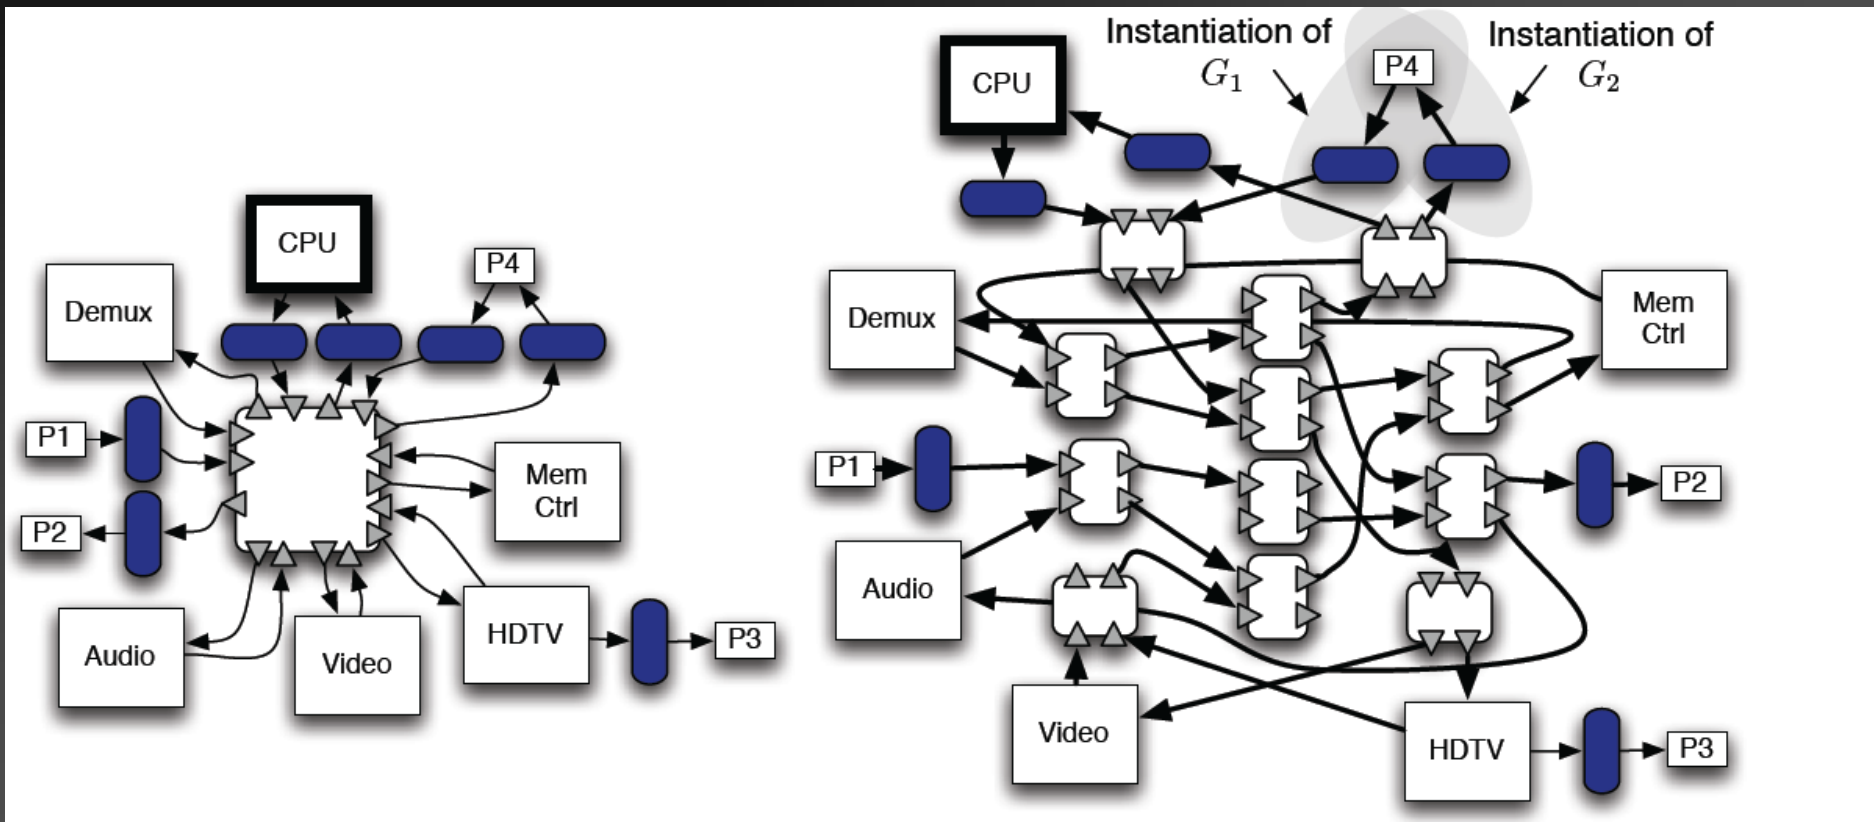 CPU
Demux
P4
P1
P2
Mem
Ctrl
Audio
Video
HDTV
P3
Instantiation of
G1
Instantiation of
G2
CPU
P4
Demux
Mem
Ctrl
P1
P2
Audio
Video
HDTV
P3